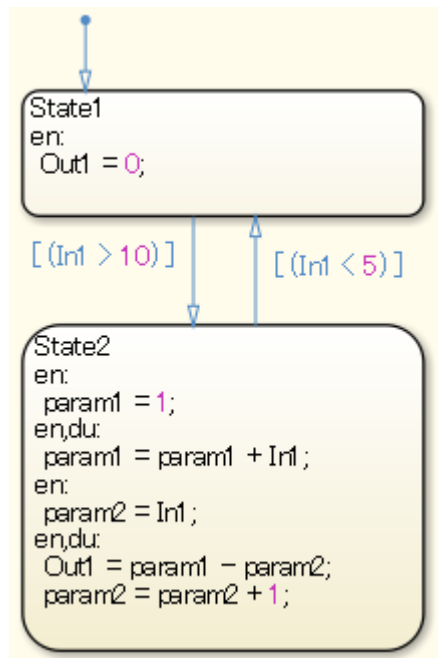 State1
en:
Out1 = 0;
[(In1 > 10)]
[(In1 < 5)]
State2
en:
param1 = 1;
en,du:
param1 = param1 + In1;
en:
param2 = In1;
en,du:
Out1 = param1 - param2;
param2 = param2 + 1;